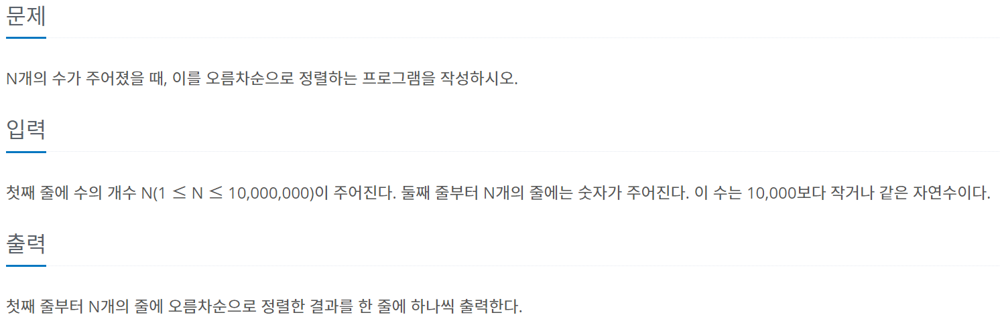 문제
N개의 수가 주어졌을 때, 이를 오름차순으로 정렬하는 프로그램을 작성하시오.
입력
첫째 줄에 수의 개수 N(1 ≤ N ≤ 10,000,000)이 주어진다. 둘째 줄부터 N개의 줄에는 숫자가 주어진다. 이 수는 10,000보다 작거나 같은 자연수이다.
출력
첫째 줄부터 N개의 줄에 오름차순으로 정렬한 결과를 한 줄에 하나씩 출력한다.